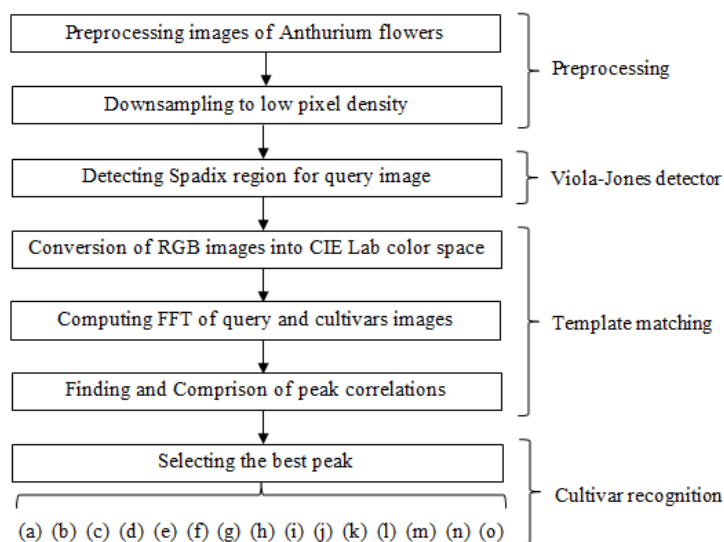 Preprocessing images of Anthurium flowers
Preprocessing
Downsampling to low pixel density
Detecting Spadix region for query image
Viola-Jones detector
Conversion of RGB images into CIE Lab color space
Computing FFT of query and cultivars images
Template matching
Finding and Comprison of peak correlations
Selecting the best peak
Cultivar recognition
(a) (b) (c) (d) (e) (f) (g) (h) (i) (j) (k) (l) (m) (n) (o)